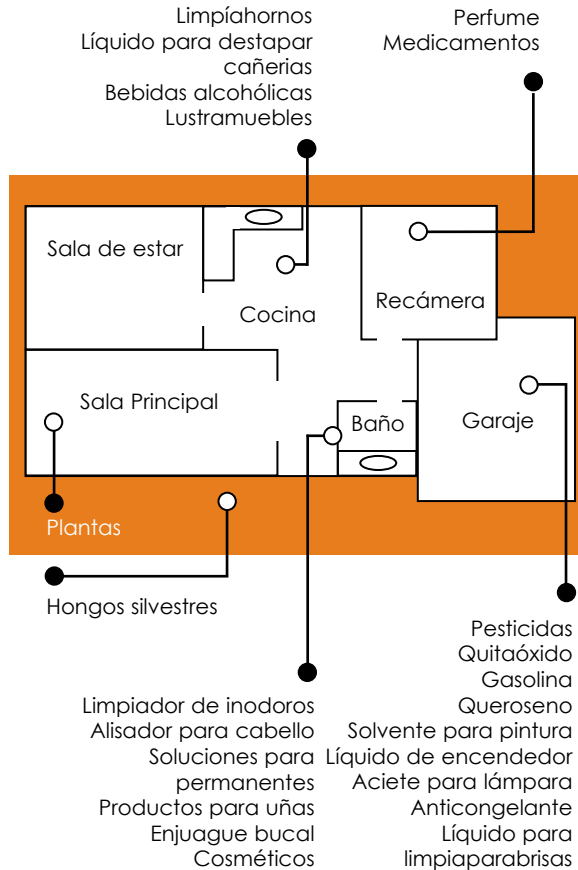 Limpíahornos
Líquido para destapar
cañerias
Bebidas alcohólicas
Lustramuebles
Perfume
Medicamentos
Sala de estar
Cocina
Recámera
Sala Principal
Baño
Garaje
Plantas
Hongos silvestres
Limpiador de inodoros
Alisador para cabello
Soluciones para
permanentes
Productos para uñas
Enjuague bucal
Cosméticos
Pesticidas
Quitaóxido
Gasolina
Queroseno
Solvente para pintura
Líquido de encendedor
Aciete para lámpara
Anticongelante
Líquido para
limpiaparabrisas